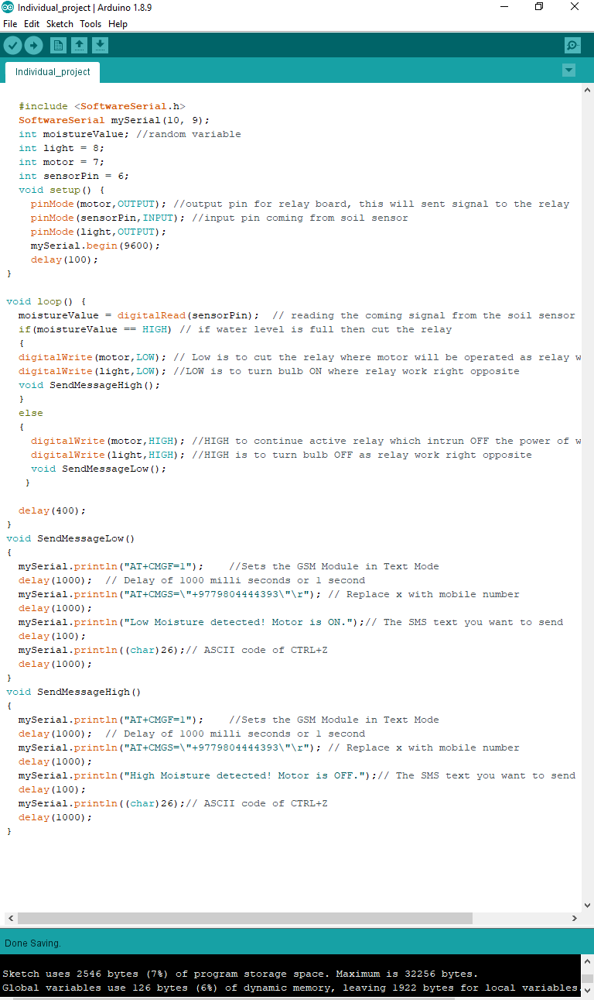 Individual_project | Arduino 1.8.9
File Edit Sketch Tools Help
Individual_project
#include <SoftwareSerial.h>
SoftwareSerial mySerial(10, 9);
int moistureValue; //random variable
int light = 8;
int motor = 7;
int sensorPin = 6;
void setup() {
pinMode(motor,OUTPUT); //output pin for relay board, this will sent signal to the relay
pinMode(sensorPin,INPUT); //input pin coming from soil sensor
pinMode(light,OUTPUT);
mySerial.begin(9600);
delay(100);
}
void loop() {
moistureValue = digitalRead(sensorPin);  // reading the coming signal from the soil sensor
if(moistureValue == HIGH) // if water level is full then cut the relay
{
digitalWrite(motor,LOW); // Low is to cut the relay where motor will be operated as relay w
digitalWrite(light,LOW); //LOW is to turn bulb ON where relay work right opposite
void SendMessageHigh();
}
else
{
digitalWrite(motor,HIGH); //HIGH to continue active relay which intrun OFF the power of w
digitalWrite(light,HIGH); //HIGH is to turn bulb OFF as relay work right opposite
void SendMessageLow();
}
delay(400);
}
void SendMessageLow()
{
mySerial.println("AT+CMGF=1");    //Sets the GSM Module in Text Mode
delay(1000);  // Delay of 1000 milli seconds or 1 second
mySerial.println("AT+CMGS=\"+9779804444393\"\r"); // Replace x with mobile number
delay(1000);
mySerial.println("Low Moisture detected! Motor is ON.");// The SMS text you want to send
delay(100);
mySerial.println((char)26);// ASCII code of CTRL+Z
delay(1000);
}
void SendMessageHigh()
{
mySerial.println("AT+CMGF=1");    //Sets the GSM Module in Text Mode
delay(1000);  // Delay of 1000 milli seconds or 1 second
mySerial.println("AT+CMGS=\"+9779804444393\"\r"); // Replace x with mobile number
delay(1000);
mySerial.println("High Moisture detected! Motor is OFF.");// The SMS text you want to send
delay(100);
mySerial.println((char)26);// ASCII code of CTRL+Z
delay(1000);
}
Done Saving.
Sketch uses 2546 bytes (7%) of program storage space. Maximum is 32256 bytes.
Global variables use 126 bytes (6%) of dynamic memory, leaving 1922 bytes for local variables.